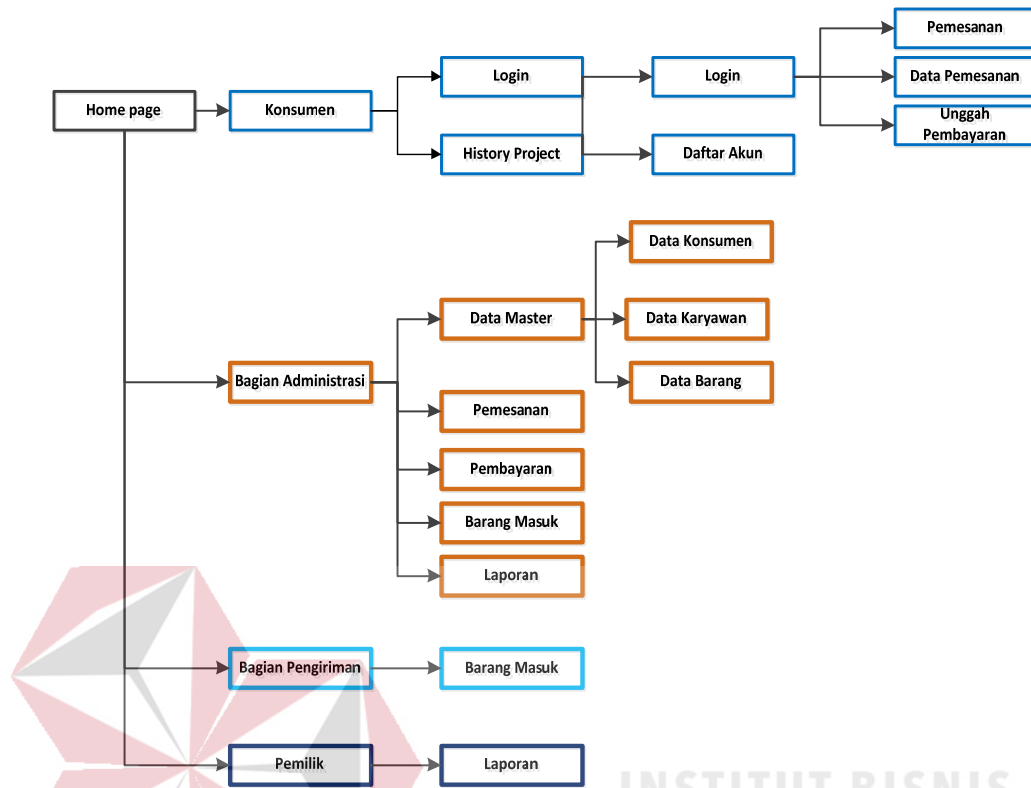 Pemesanan
Login
Login
Data Pemesanan
Home page
Konsumen
Unggah
Pembayaran
History Project
Daftar Akun
Data Konsumen
Data Master
Data Karyawan
Bagian Administrasi
Data Barang
Pemesanan
Pembayaran
Barang Masuk
Laporan
Bagian Pengiriman
Barang Masuk
Pemilik
Laporan
INSTITUT BISNIS